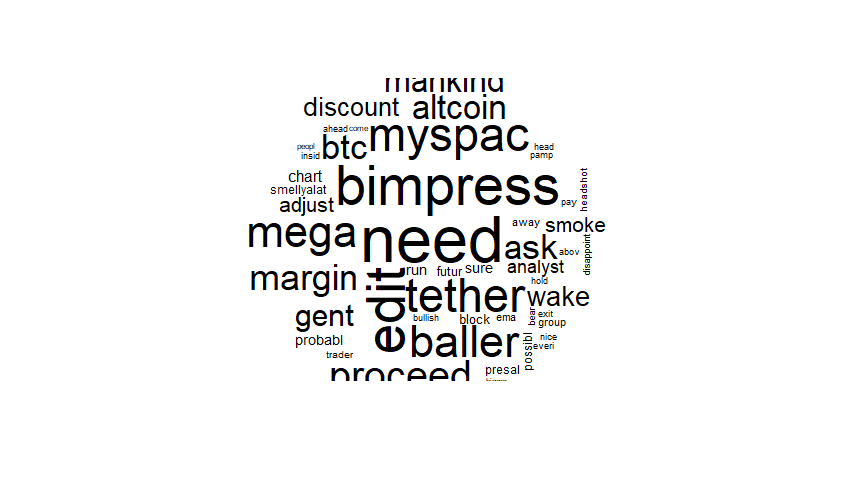 mankind
discount altcoin
ahead come myspac
peopl insid btc head pamp
chart bimpress headshot
smellyalat pay
adjust
mega need away smoke
ask abov disappoint
margin edit run futur sure analyst
tether hold wake
gent bullish block ema bear exit group
probabl baller possibl nice everi
trader
proceed presal